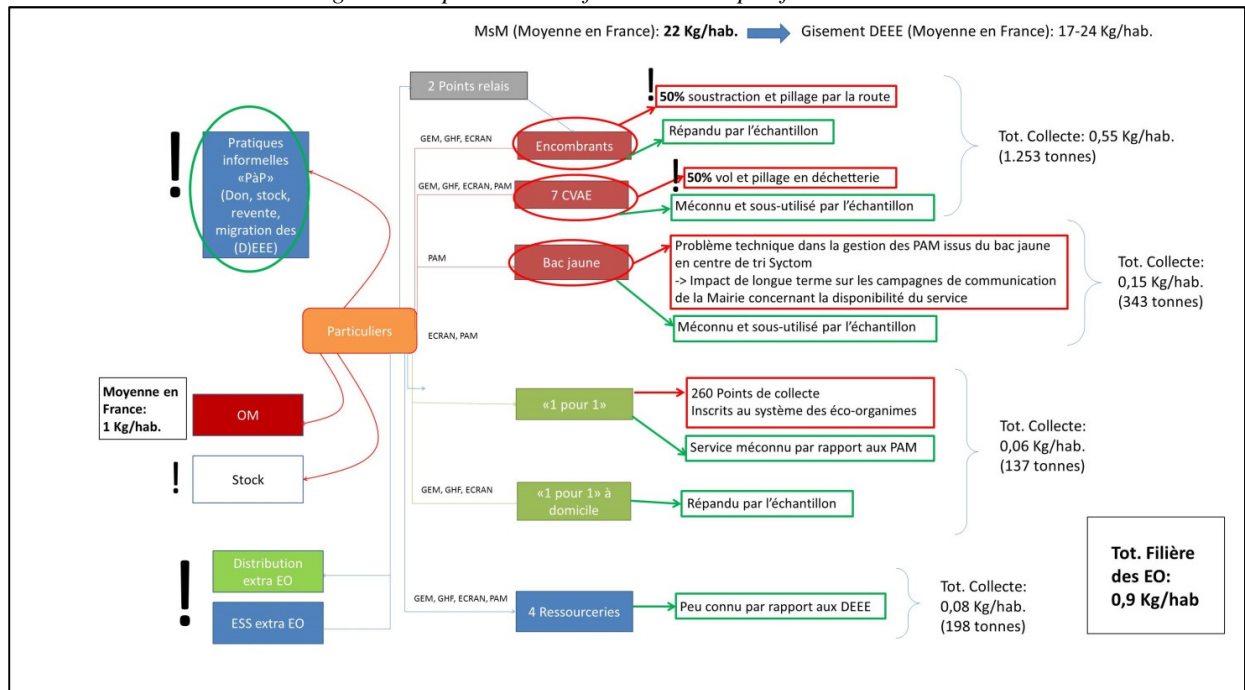 MsM (Moyenne en France): 22 Kg/hab.
Gisement DEEE (Moyenne en France): 17-24 Kg/hab.
2 Points relais
!
50% soustraction et pillage par la route
!
Pratiques
informelles
«PàP»
(Don, stock,
revente,
migration des
(D)EEE)
GEM, GHF, ECRAN
Encombrants
Répandu par l’échantillon
Tot. Collecte: 0,55 Kg/hab.
(1.253 tonnes)
GEM, GHF, ECRAN, PAM
7 CVAE
!
50% vol et pillage en déchetterie
Méconnu et sous-utilisé par l’échantillon
PAM
Bac jaune
Problème technique dans la gestion des PAM issus du bac jaune
en centre de tri Syctom
-> Impact de longue terme sur les campagnes de communication
de la Mairie concernant la disponibilité du service
Méconnu et sous-utilisé par l’échantillon
Tot. Collecte:
0,15 Kg/hab.
(343 tonnes)
Particuliers
ECRAN, PAM
Moyenne en
France:
1 Kg/hab.
OM
«1 pour 1»
260 Points de collecte
Inscrits au système des éco-organimes
Service méconnu par rapport aux PAM
Tot. Collecte:
0,06 Kg/hab.
(137 tonnes)
!
Stock
GEM, GHF, ECRAN
«1 pour 1» à
domicile
Répandu par l’échantillon
!
Distribution
extra EO
ESS extra EO
GEM, GHF, ECRAN, PAM
4 Ressourceries
Peu connu par rapport aux DEEE
Tot. Collecte:
0,08 Kg/hab.
(198 tonnes)
Tot. Filière
des EO:
0,9 Kg/hab